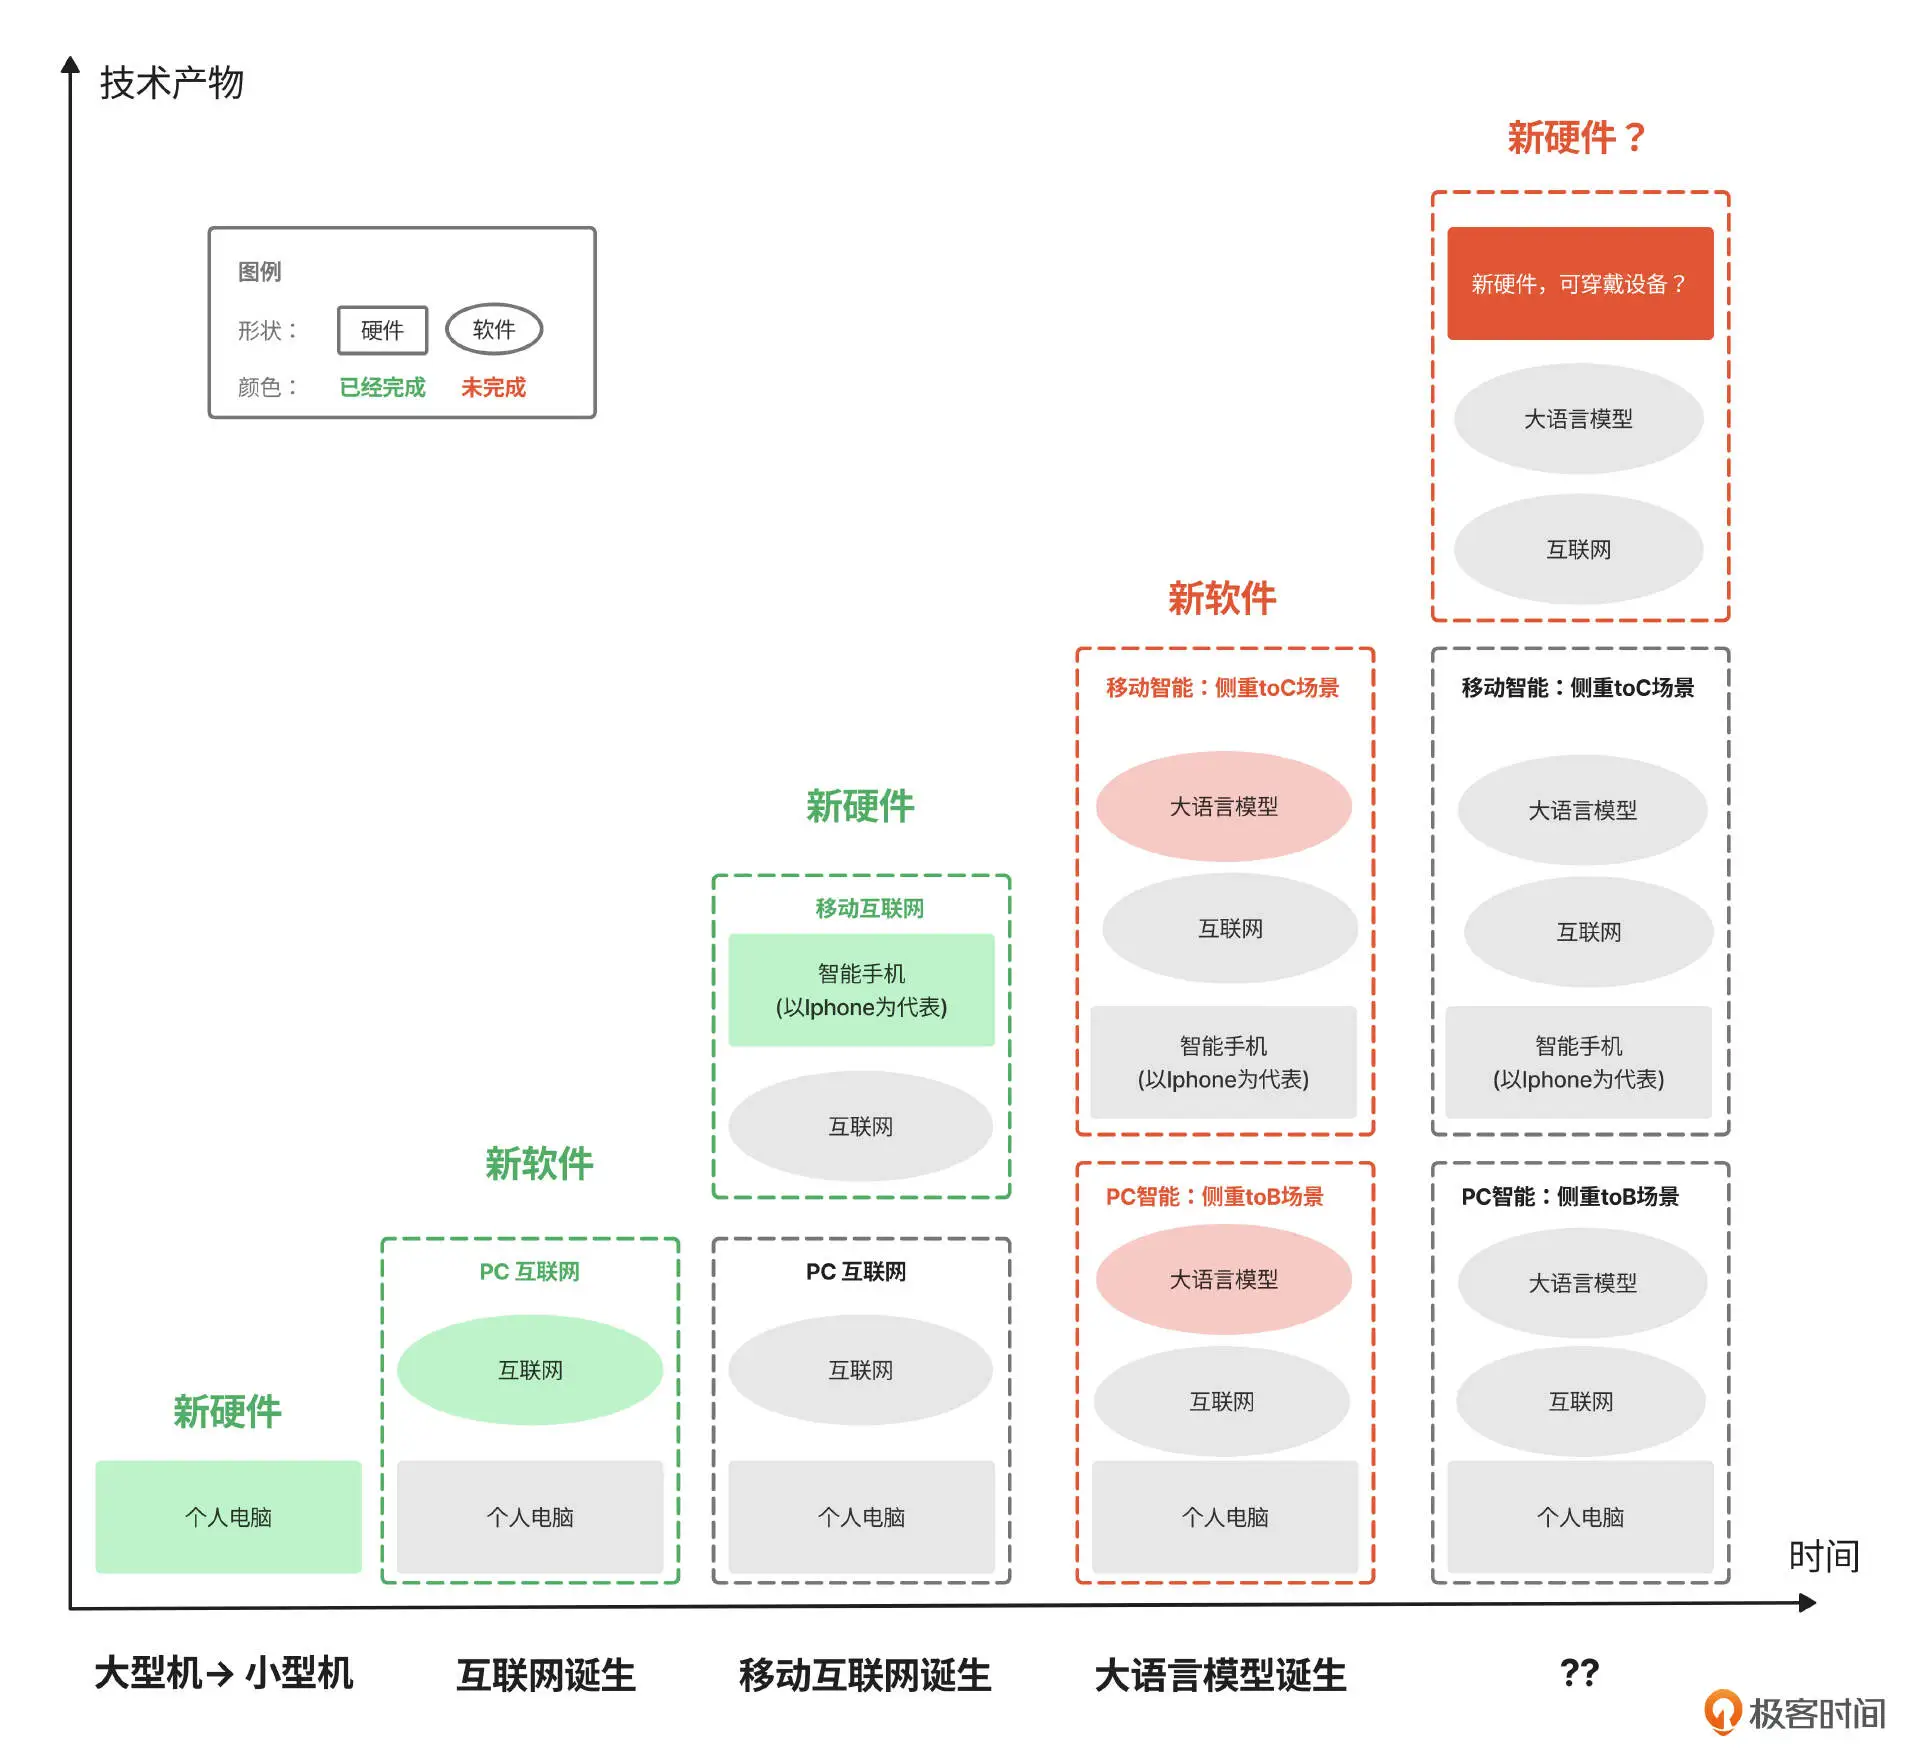 技术产物
图例
形状：
硬件
软件
颜色：
已经完成
未完成
新硬件
个人电脑
新软件
PC 互联网
互联网
个人电脑
新硬件
移动互联网
智能手机
(以Iphone为代表)
互联网
PC 互联网
互联网
个人电脑
新软件
移动智能：侧重toC场景
大语言模型
互联网
智能手机
(以Iphone为代表)
PC智能：侧重toB场景
大语言模型
互联网
个人电脑
新硬件？
新硬件，可穿戴设备？
大语言模型
互联网
移动智能：侧重toC场景
大语言模型
互联网
智能手机
(以Iphone为代表)
PC智能：侧重toB场景
大语言模型
互联网
个人电脑
时间
大型机→ 小型机
互联网诞生
移动互联网诞生
大语言模型诞生
??
极客时间